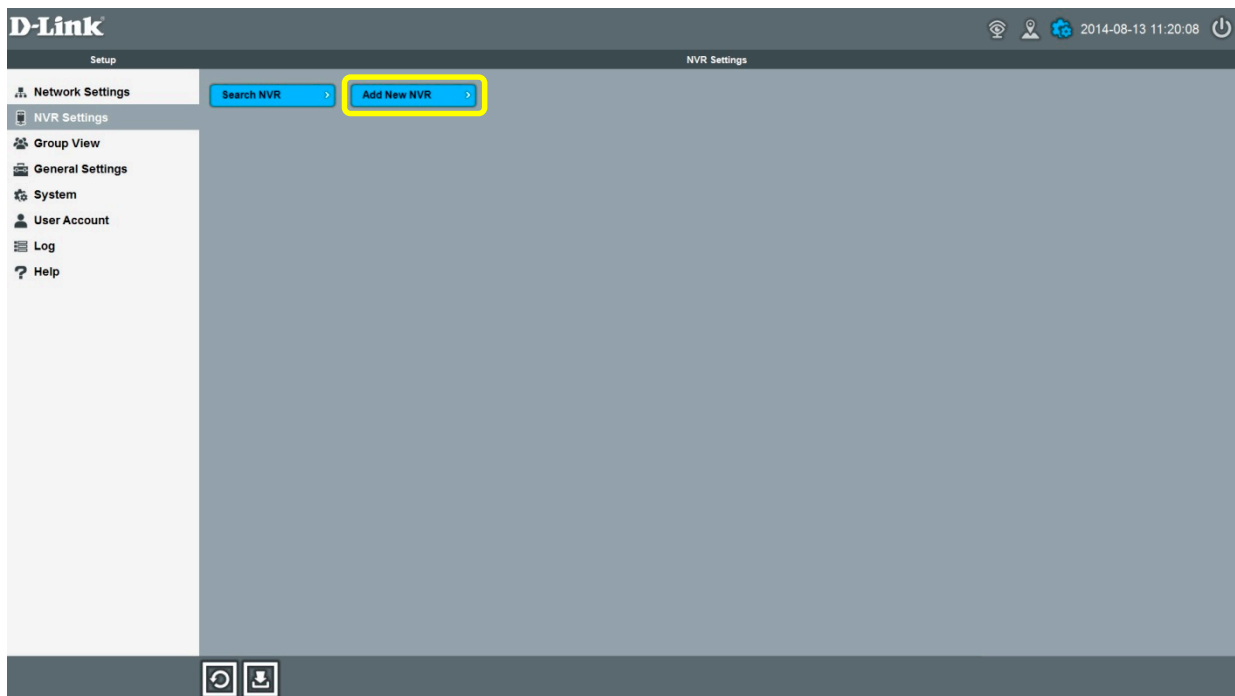 D-Link
2014-08-13 11:20:08
Setup
NVR Settings
Network Settings
NVR Settings
Group View
General Settings
System
User Account
Log
Help
Search NVR
Add New NVR